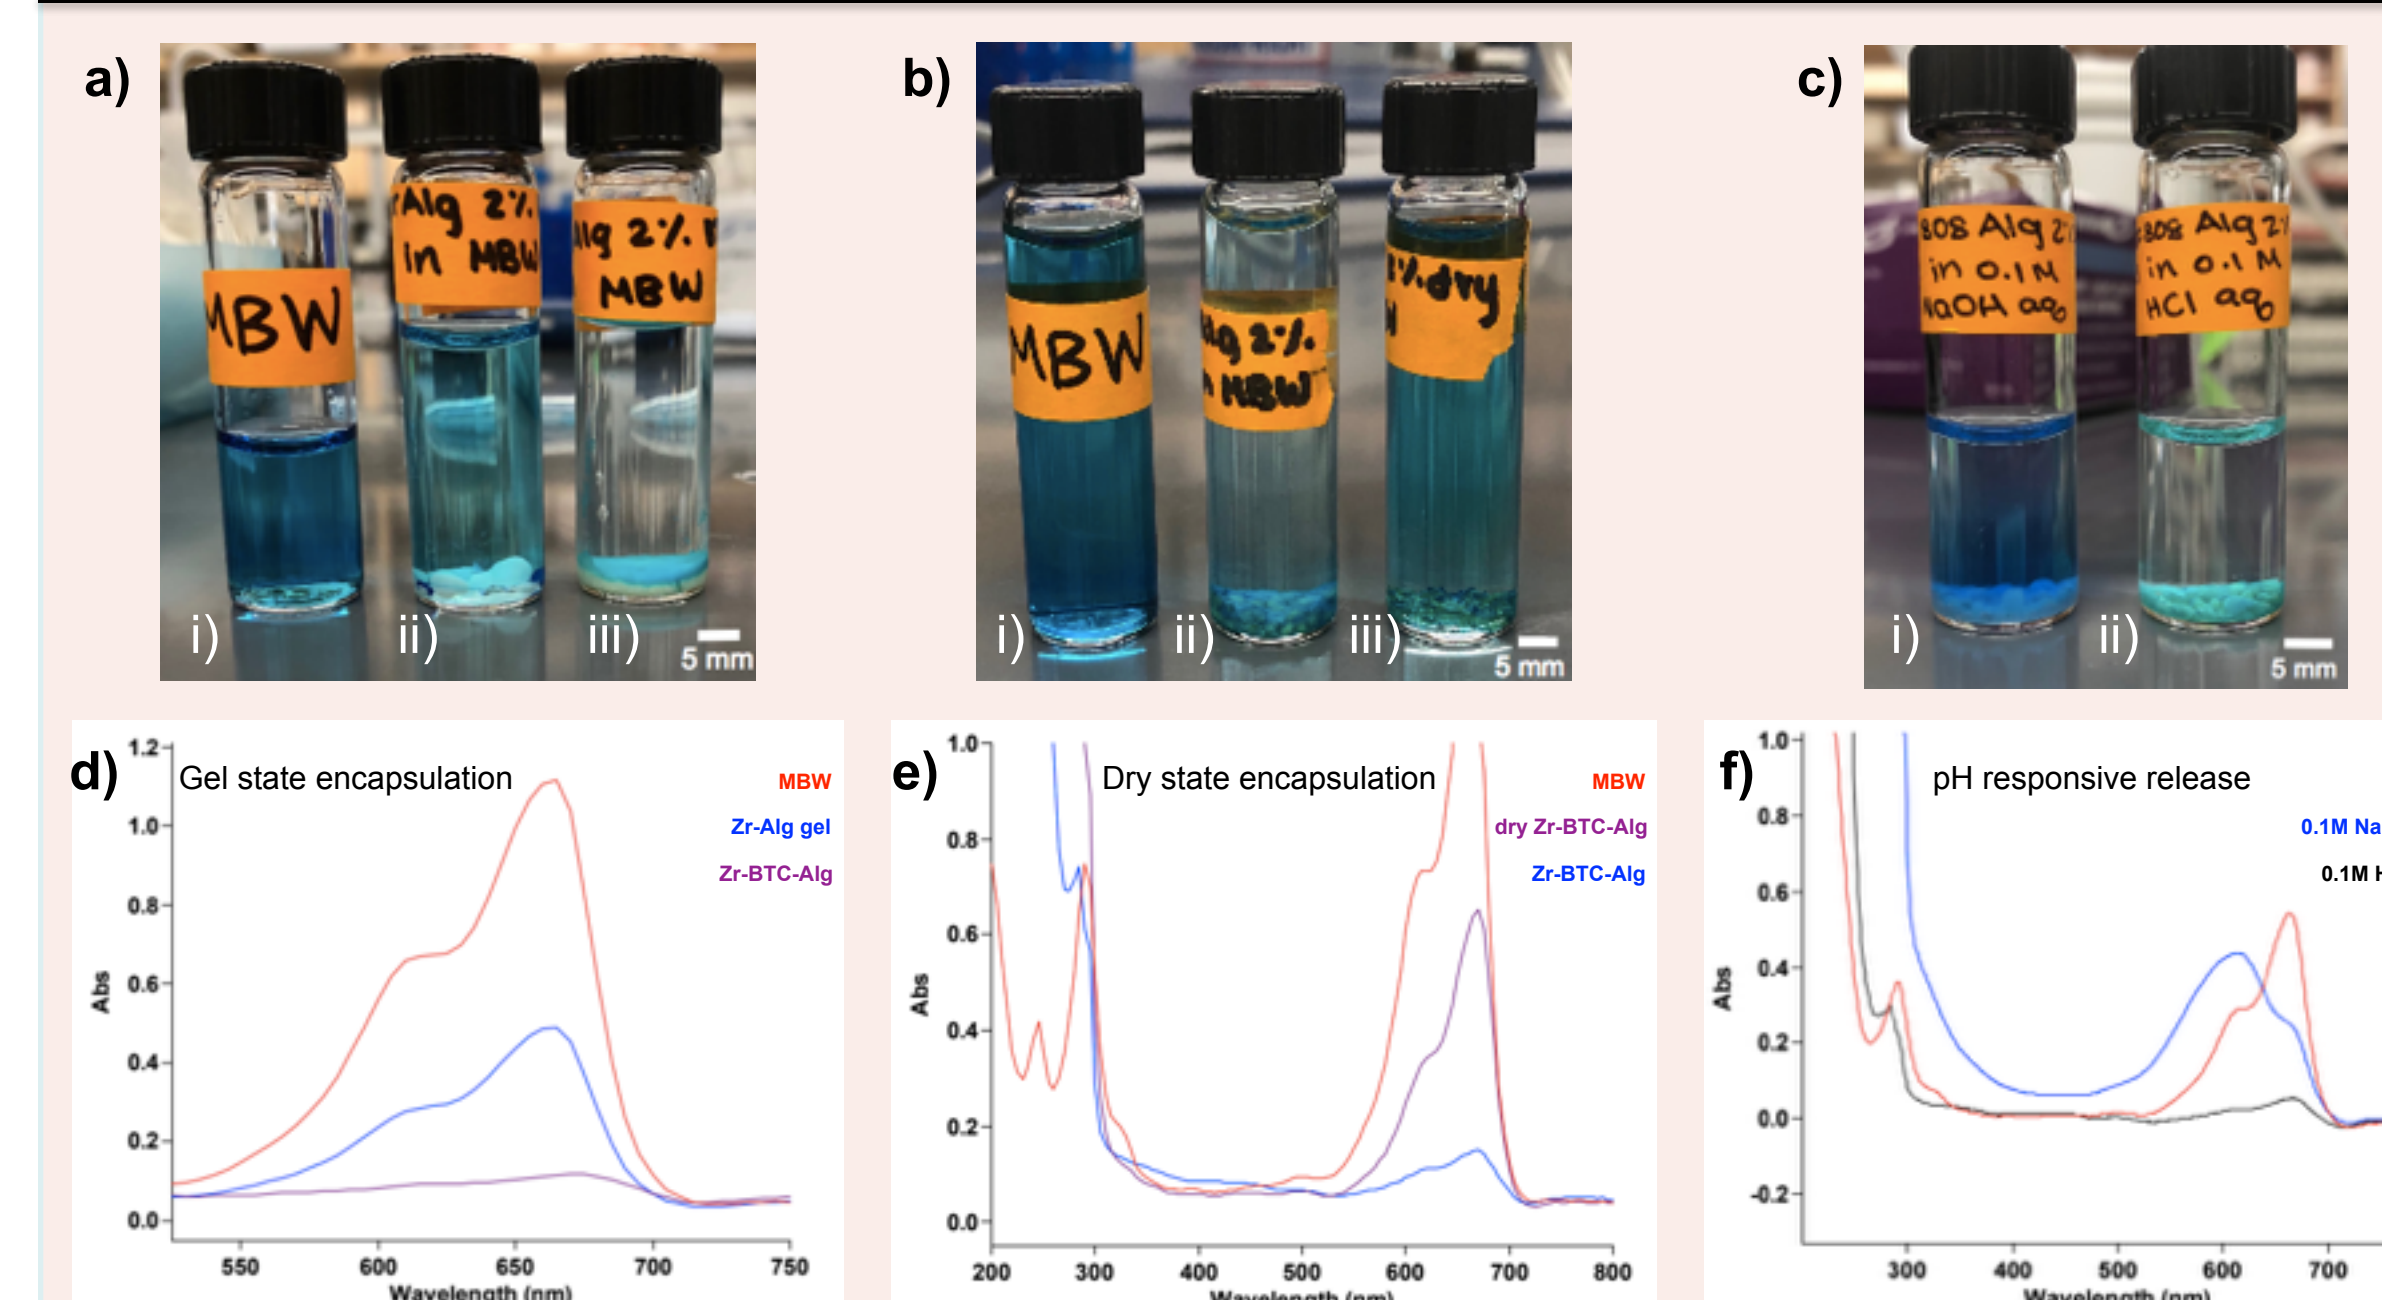 a)
MBW
Alg 2%
in MBW
Alg 2%
MBW
i)
ii)
iii)
5 mm
b)
MBW
Alg 2%
MBW
%.dry
i)
ii)
iii)
5 mm
c)
808 Alg 2
in 0.1 M
NaOH aq
808 Alg 2
in 0.1 M
HCl aq
i)
ii)
5 mm
d)
Gel state encapsulation
MBW
Zr-Alg gel
Zr-BTC-Alg
1.2
1.0
0.8
0.6
0.4
0.2
0.0
Abs
550 600 650 700 750
Wavelength (nm)
e)
Dry state encapsulation
MBW
dry Zr-BTC-Alg
Zr-BTC-Alg
1.0
0.8
0.6
0.4
0.2
0.0
Abs
200 300 400 500 600 700 800
Wavelength (nm)
f)
pH responsive release
0.1M Na
0.1M H
1.0
0.8
0.6
0.4
0.2
0.0
-0.2
Abs
300 400 500 600 700
Wavelength (nm)